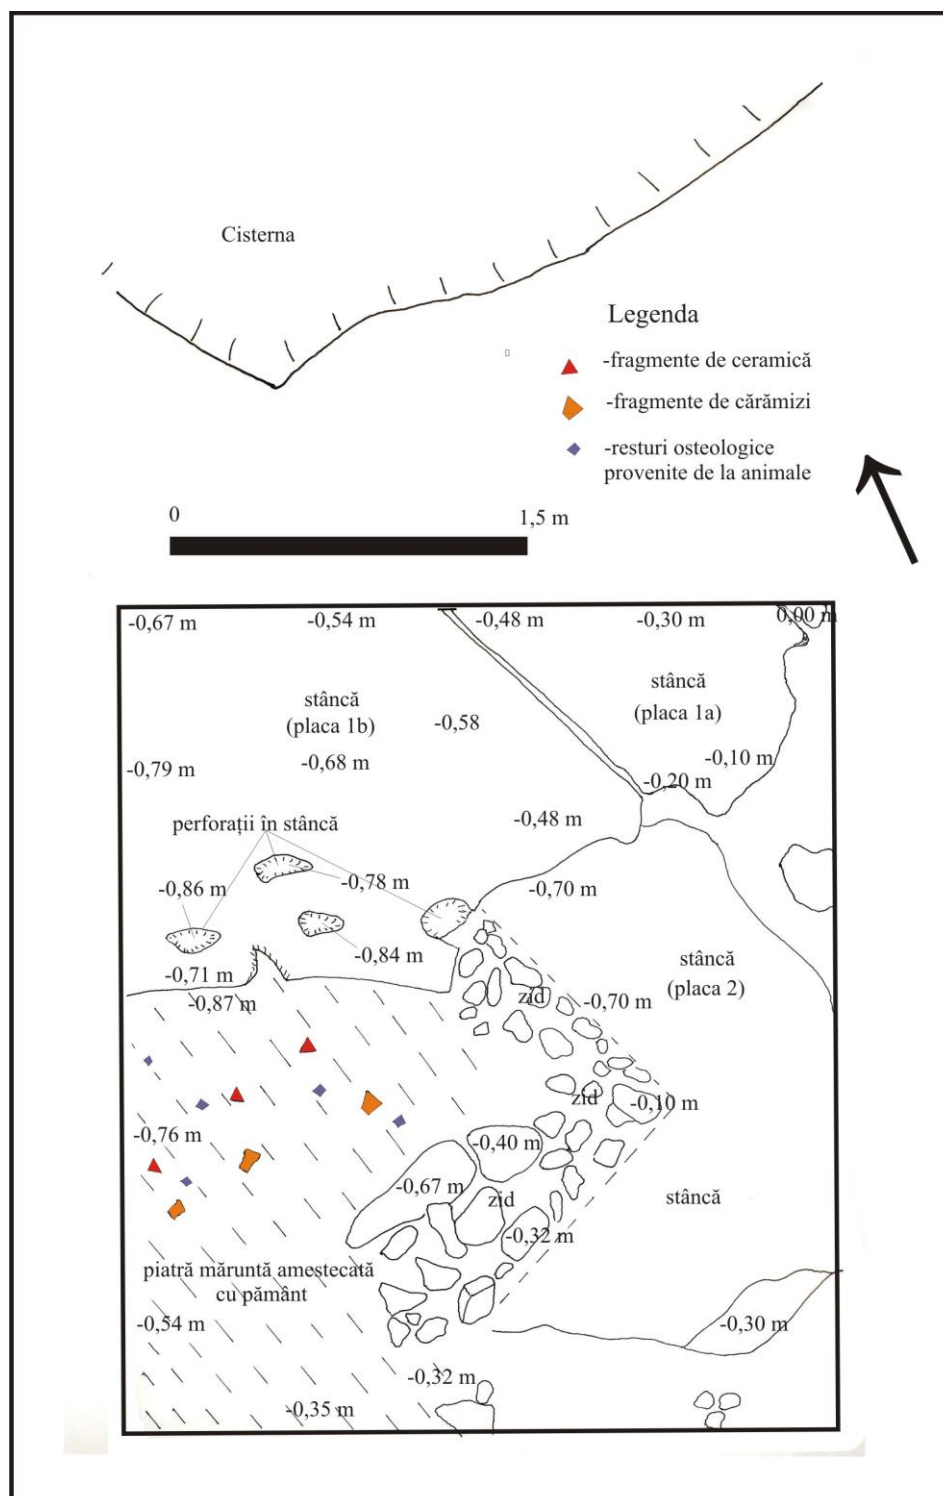 Cisterna
Legenda
-fragmente de ceramică
-fragmente de cărămizi
-resturi osteologice
provenite de la animale
0
1,5 m
-0,67 m
-0,54 m
-0,48 m
-0,30 m
0,00 m
stâncă
(placa 1b)
-0,58
stâncă
(placa 1a)
-0,79 m
-0,68 m
-0,10 m
-0,20 m
perforații în stâncă
-0,48 m
-0,86 m
-0,78 m
-0,70 m
-0,84 m
-0,71 m
-0,87 m
zid
-0,70 m
stâncă
(placa 2)
zid
-0,10 m
-0,76 m
-0,40 m
-0,67 m
zid
stâncă
-0,32 m
piatră măruntă amestecată
cu pământ
-0,54 m
-0,30 m
-0,32 m
-0,35 m